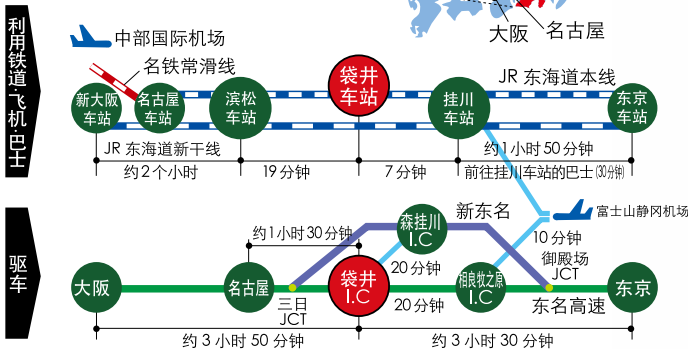 大阪
名古屋
利用铁道·飞机·巴士
中部国际机场
名铁常滑线
JR 东海道本线
新大阪
车站
名古屋
车站
滨松
车站
袋井
车站
挂川
车站
东京
车站
JR 东海道新干线
约 2 个小时
19 分钟
7 分钟
约1小时 50 分钟
前往挂川车站的巴士(30分钟)
富士山静冈机场
10 分钟
驱车
约1小时30分钟
森挂川
I.C
新东名
20 分钟
御殿场
JCT
大阪
名古屋
三日
JCT
袋井
I.C
20 分钟
相良牧之原
I.C
东名高速
东京
约 3 小时 50 分钟
约 3 小时 30 分钟